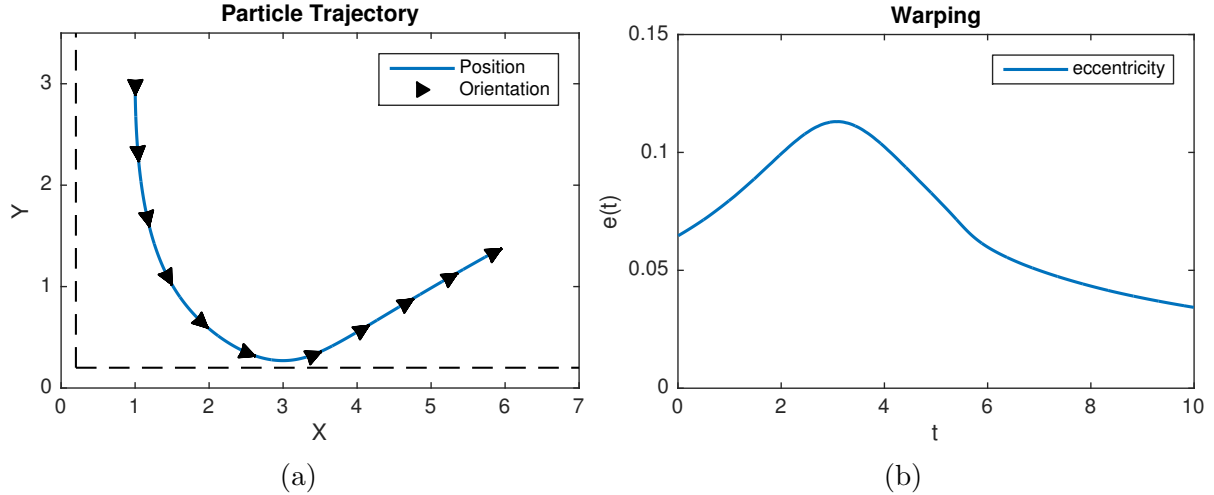 Particle Trajectory
Position
Orientation
Y
3
2
1
0
0 1 2 3 4 5 6 7
X
(a)
Warping
eccentricity
e(t)
0.15
0.1
0.05
0
0 2 4 6 8 10
t
(b)